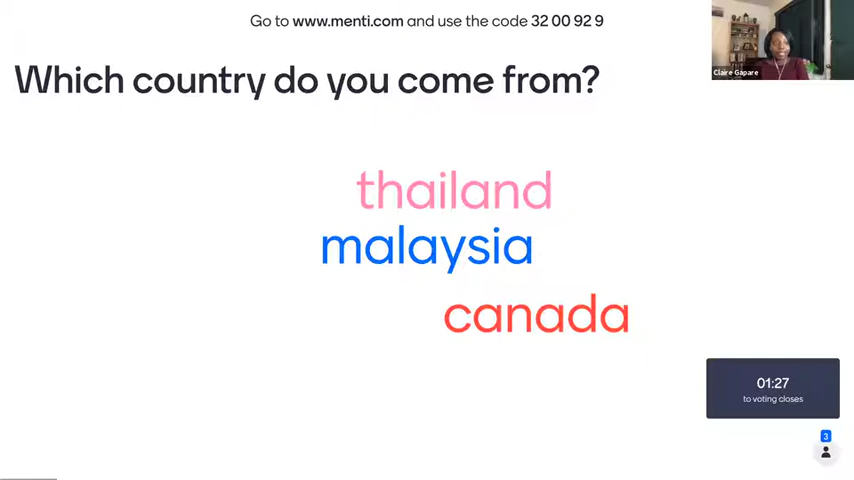 Go to www.menti.com and use the code 32 00 92 9
Claire Gapare
Which country do you come from?
thailand
malaysia
canada
01:27
to voting closes
3